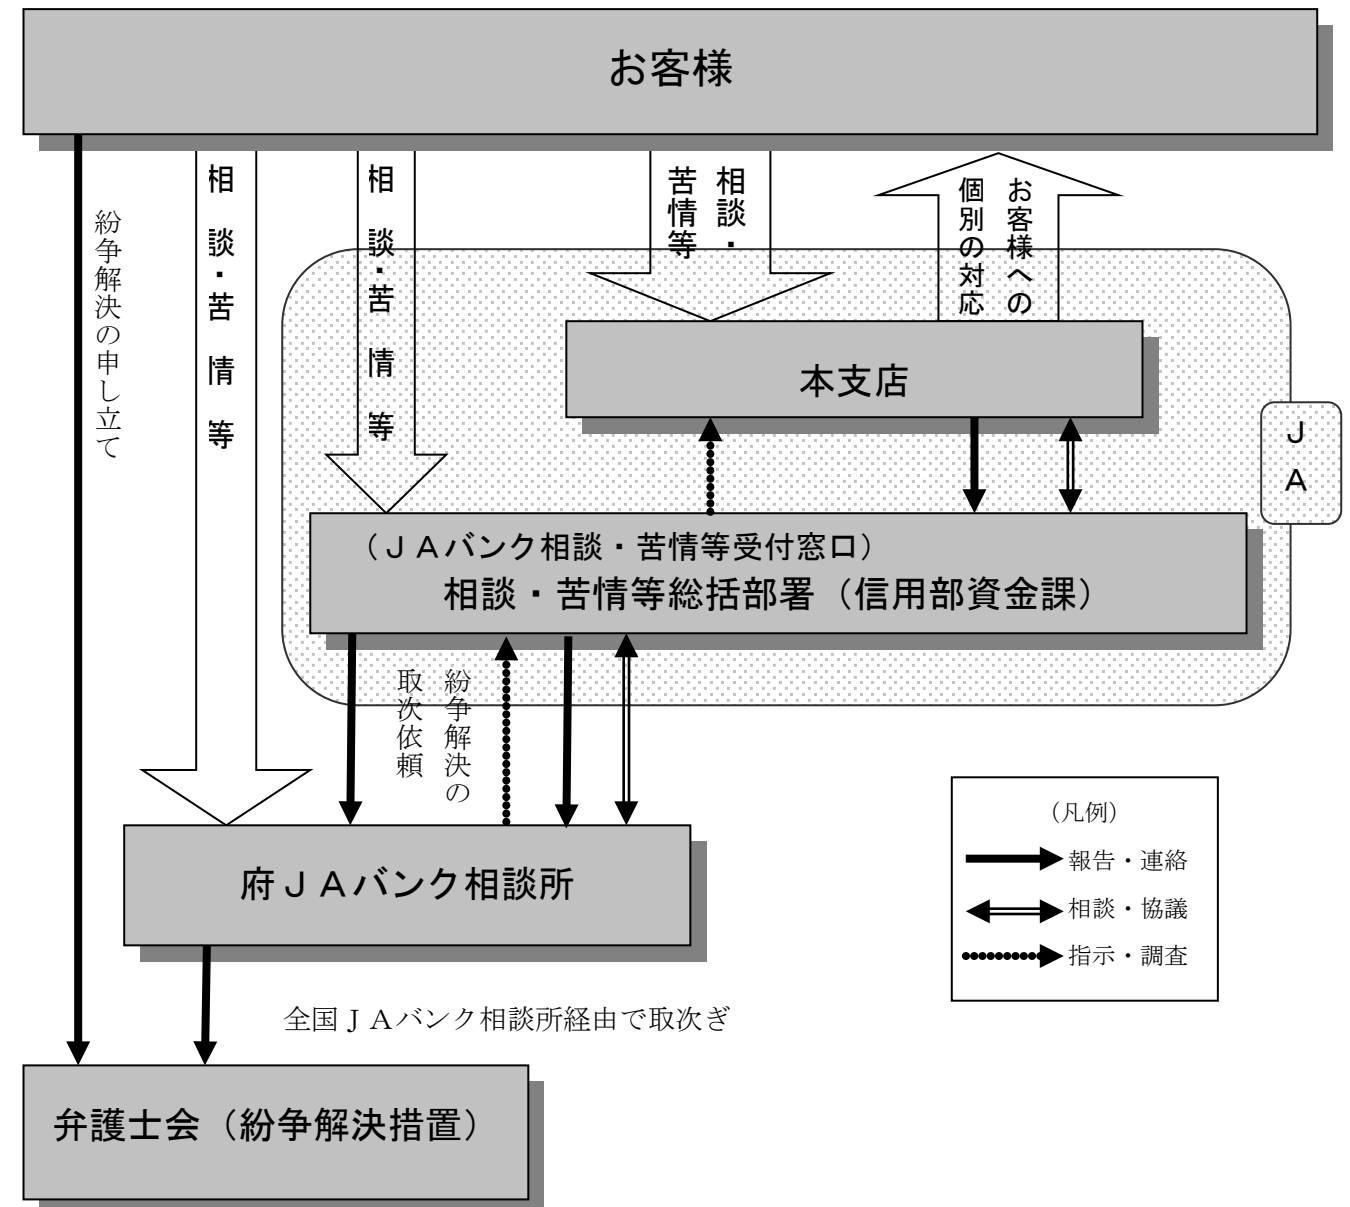 お客様
紛争解決の申し立て
相談・苦情等
相談・苦情等
相談・
苦情等
お客様への
個別の対応
本支店
ＪＡ
（ＪＡバンク相談・苦情等受付窓口）
相談・苦情等総括部署（信用部資金課）
紛争解決の
取次依頼
府ＪＡバンク相談所
（凡例）
報告・連絡
相談・協議
指示・調査
全国ＪＡバンク相談所経由で取次ぎ
弁護士会（紛争解決措置）